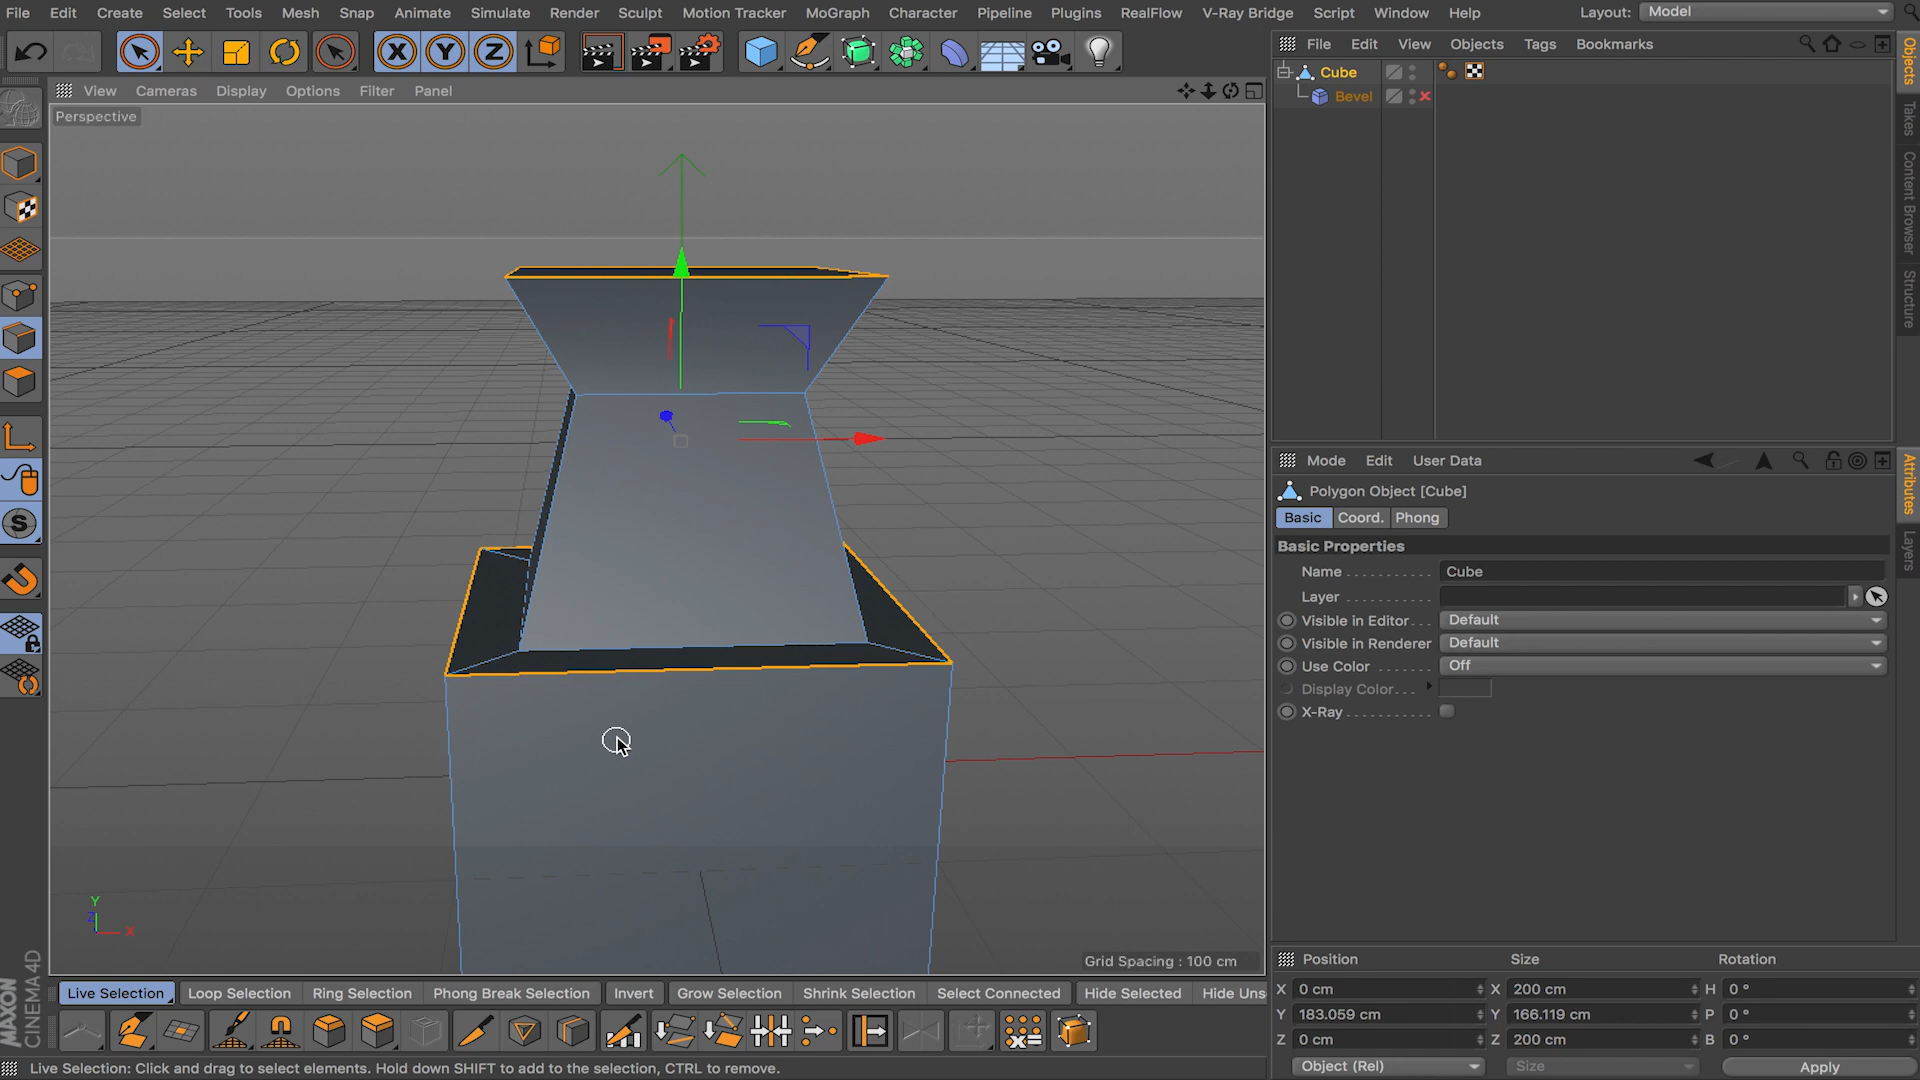 File Edit Create Select Tools Mesh Snap Animate Simulate Render Sculpt Motion Tracker MoGraph Character Pipeline Plugins RealFlow V-Ray Bridge Script Window Help Layout: Model
X Y Z
File Edit View Objects Tags Bookmarks
Cube
Bevel
Objects
Takes
Content Browser
Structure
View Cameras Display Options Filter Panel
Perspective
S
Y
Z
X
Grid Spacing : 100 cm
Mode Edit User Data
Attributes
Layers
Polygon Object [Cube]
Basic Coord. Phong
Basic Properties
Name Cube
Layer
Visible in Editor Default
Visible in Renderer Default
Use Color Off
Display Color
X-Ray
Position Size Rotation
X 0 cm X 200 cm H 0 °
Y 183.059 cm Y 166.119 cm P 0 °
Z 0 cm Z 200 cm B 0 °
Object (Rel) Size Apply
Live Selection Loop Selection Ring Selection Phong Break Selection Invert Grow Selection Shrink Selection Select Connected Hide Selected Hide Uns
MAXON
CINEMA 4D
Live Selection: Click and drag to select elements. Hold down SHIFT to add to the selection, CTRL to remove.